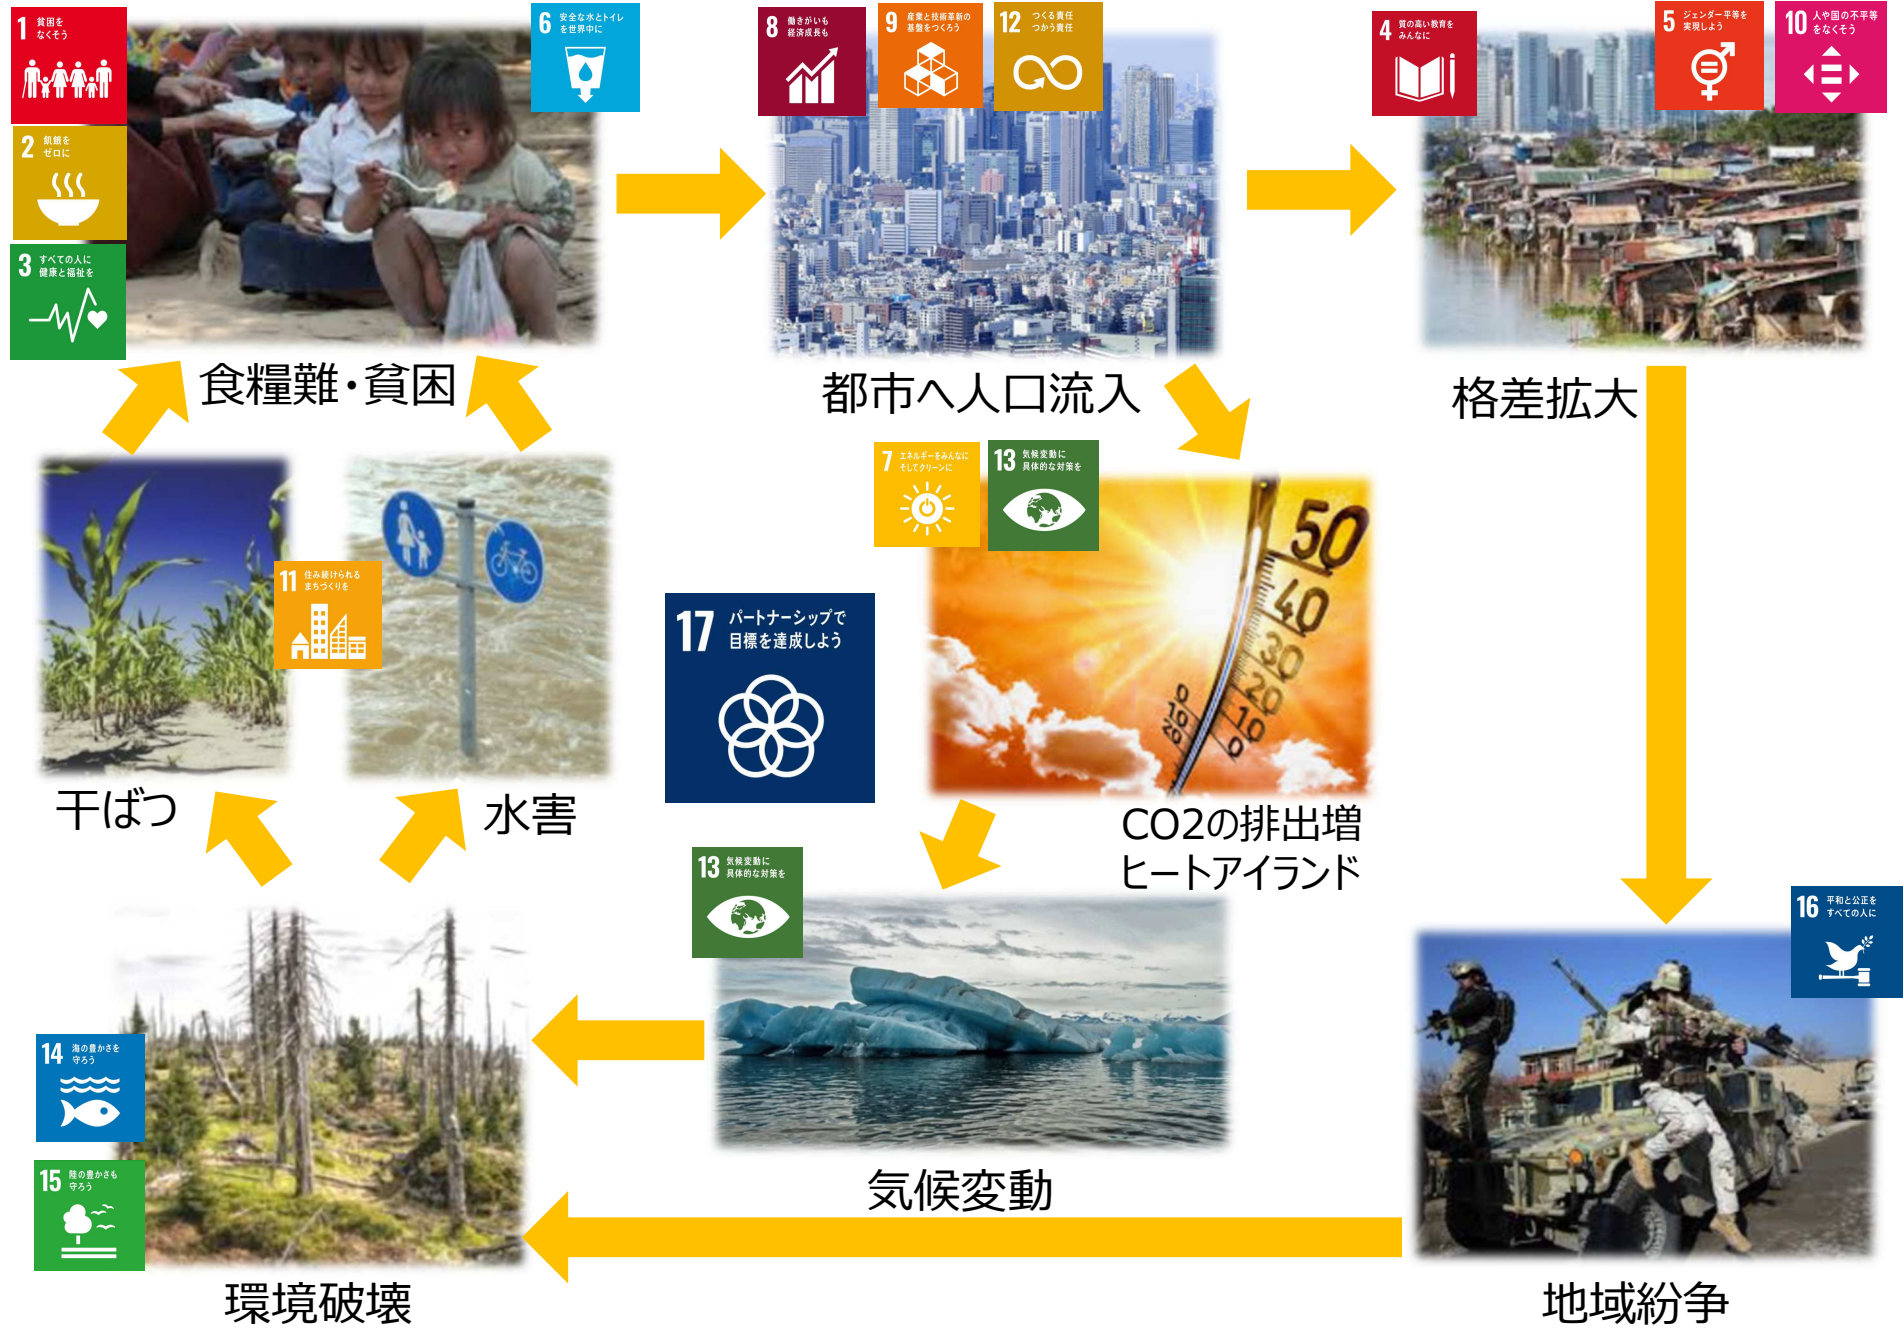 1 貧困を
なくそう
6 安全な水とトイレ
を世界中に
8 働きがいも
経済成長も
9 産業と技術革新の
基盤をつくろう
12 つくる責任
つかう責任
4 質の高い教育を
みんなに
5 ジェンダー平等を
実現しよう
10 人や国の不平等
をなくそう
2 飢餓を
ゼロに
3 すべての人に
健康と福祉を
食糧難・貧困
都市へ人口流入
格差拡大
7 エネルギーをみんなに
そしてクリーンに
13 気候変動に
具体的な対策を
50
40
30
20
10
0
0
10
20
11 住み続けられる
まちづくりを
17 パートナーシップで
目標を達成しよう
干ばつ
水害
CO2の排出増
ヒートアイランド
13 気候変動に
具体的な対策を
16 平和と公正を
すべての人に
14 海の豊かさを
守ろう
15 陸の豊かさも
守ろう
気候変動
環境破壊
地域紛争